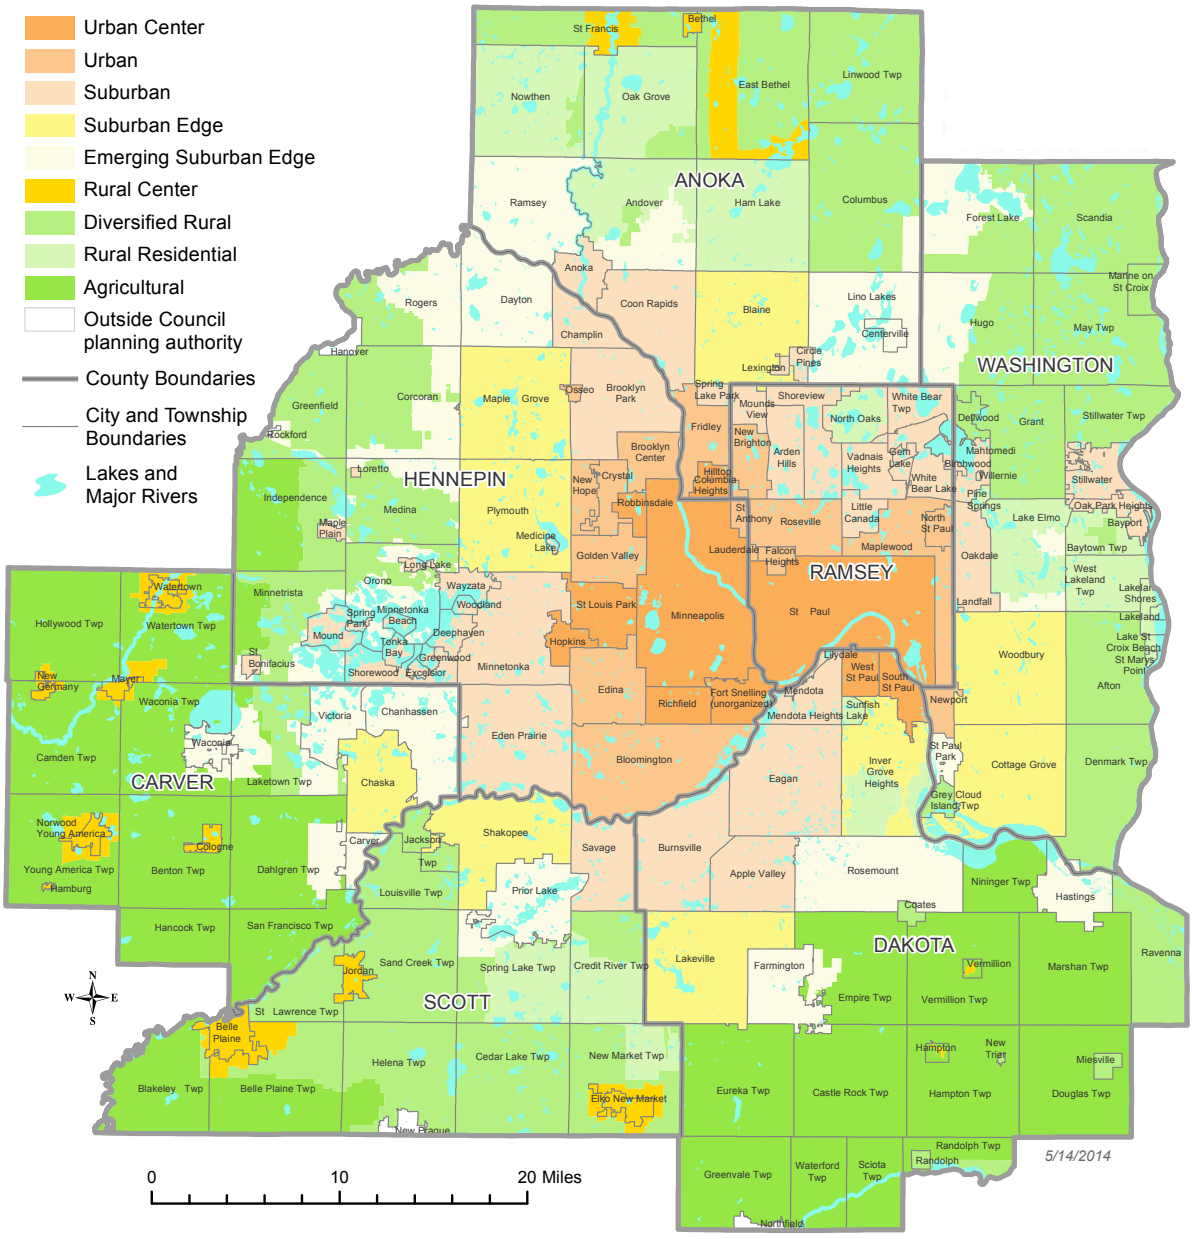 Urban Center
Urban
Suburban
Suburban Edge
Emerging Suburban Edge
Rural Center
Diversified Rural
Rural Residential
Agricultural
Outside Council
planning authority
County Boundaries
City and Township
Boundaries
Lakes and
Major Rivers
St Francis
Bethel
Nowthen
Oak Grove
East Bethel
Linwood Twp
ANOKA
Ramsey
Andover
Ham Lake
Columbus
Forest Lake
Scandia
Anoka
Rogers
Dayton
Coon Rapids
Blaine
Lino Lakes
Centerville
Hugo
Marine on
St Croix
May Twp
Champlin
Hanover
Lexington
Circle
Pines
WASHINGTON
Greenfield
Corcoran
Maple Grove
Osseo
Brooklyn
Park
Spring
Lake Park
Mounds
View
Shoreview
White Bear
Twp
North Oaks
Dellwood
Grant
Stillwater Twp
Rockford
Fridley
New
Brighton
Arden
Hills
Vadnais
Heights
Gem
Lake
Mahtomedi
Birchwood
Willernie
White
Bear Lake
Loretto
HENNEPIN
Brooklyn
Center
New
Hope
Crystal
Hilltop
Columbia
Heights
Pine
Springs
Stillwater
Independence
Medina
Plymouth
Robbinsdale
St
Anthony
Roseville
Little
Canada
North
St Paul
Lake Elmo
Oak Park Heights
Bayport
Maple
Plain
Medicine
Lake
Golden Valley
Lauderdale
Falcon
Heights
Maplewood
Oakdale
Baytown Twp
Long Lake
RAMSEY
West
Lakeland
Twp
Lakeland
Shores
Minnetrista
Orono
Wayzata
Woodland
St Louis Park
Minneapolis
St Paul
Landfall
Lakeland
Watertown
Hollywood Twp
Watertown Twp
Spring
Park
Minnetonka
Beach
Mound
Tonka
Bay
Deephaven
Greenwood
Hopkins
Lake St
Croix Beach
St Marys
Point
St
Bonifacius
Shorewood
Excelsior
Minnetonka
Lilydale
West
St Paul
South
St Paul
Woodbury
New
Germany
Mayer
Waconia Twp
Edina
Richfield
Fort Snelling
(unorganized)
Mendota
Mendota Heights
Sunfish
Lake
Newport
Afton
Victoria
Chanhassen
Waconia
Eden Prairie
Bloomington
St Paul
Park
Camden Twp
CARVER
Laketown Twp
Chaska
Eagan
Inver
Grove
Heights
Cottage Grove
Denmark Twp
Grey Cloud
Island Twp
Norwood
Young America
Cologne
Carver
Jackson
Twp
Shakopee
Savage
Burnsville
Young America Twp
Hamburg
Benton Twp
Dahlgren Twp
Louisville Twp
Prior Lake
Apple Valley
Rosemount
Nininger Twp
Hastings
Coates
Hancock Twp
San Francisco Twp
DAKOTA
Jordan
Sand Creek Twp
Spring Lake Twp
Credit River Twp
Lakeville
Farmington
Vermillion
Marshan Twp
Ravenna
N
W E
S
SCOTT
Empire Twp
Vermillion Twp
St Lawrence Twp
Belle
Plaine
Helena Twp
Cedar Lake Twp
New Market Twp
Hampton
New
Trier
Miesville
Blakeley Twp
Belle Plaine Twp
Elko New Market
Eureka Twp
Castle Rock Twp
Hampton Twp
Douglas Twp
New Prague
Randolph Twp
5/14/2014
Randolph
0 10 20 Miles
Greenvale Twp
Waterford
Twp
Sciota
Twp
Northfield